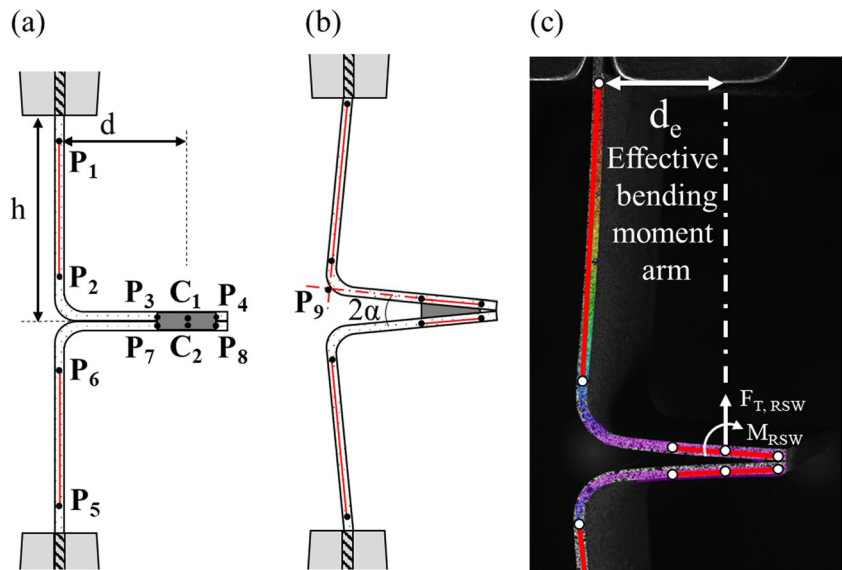 (a)
(b)
(c)
d
h
P1
P2
P3 C1 P4
P7 C2 P8
P6
P5
P9
2α
de
Effective
bending
moment
arm
FT, RSW
MRSW